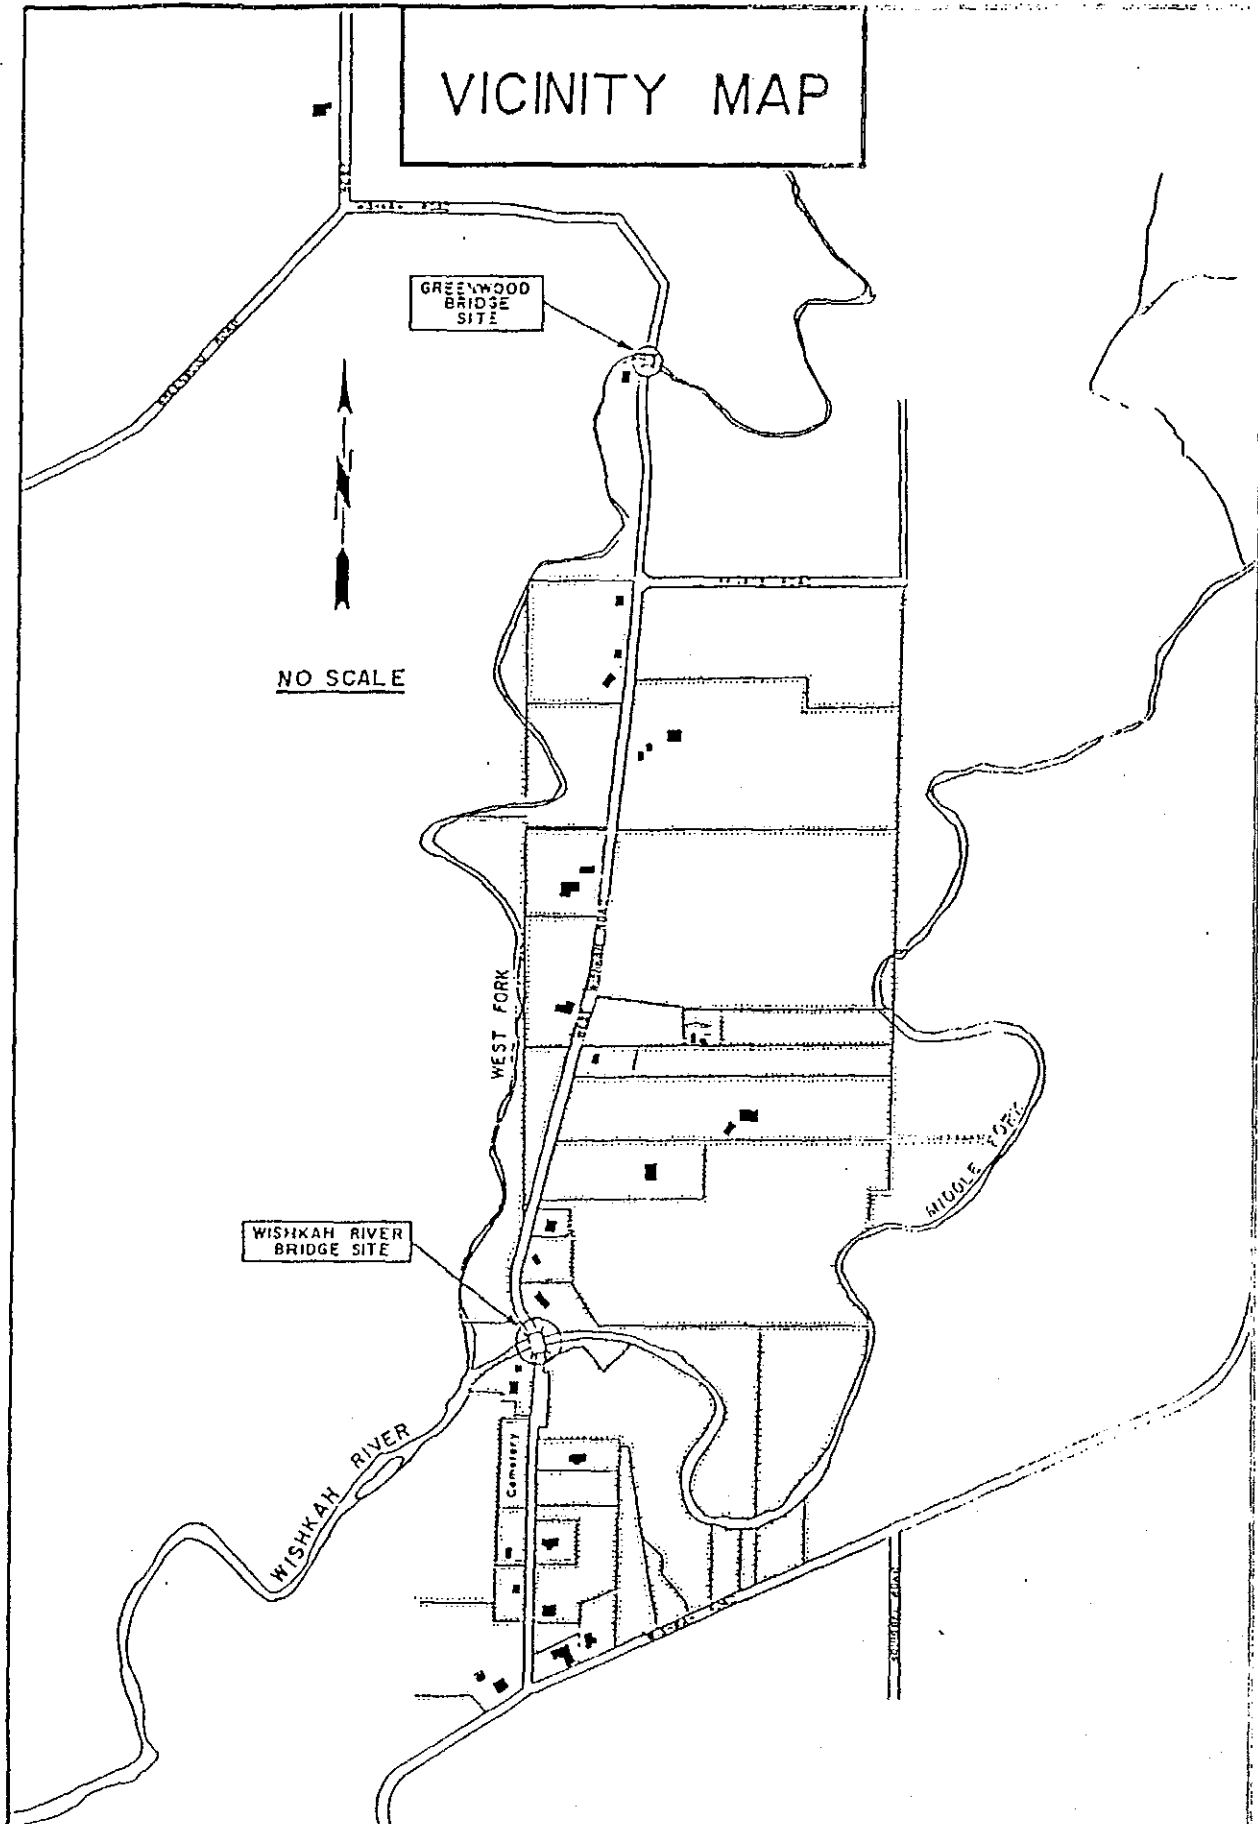 VICINITY MAP
GREENWOOD
BRIDGE
SITE
N
NO SCALE
WEST FORK
MIDDLE FORK
WISHKAH RIVER
BRIDGE SITE
WISHKAH RIVER
Cemetery